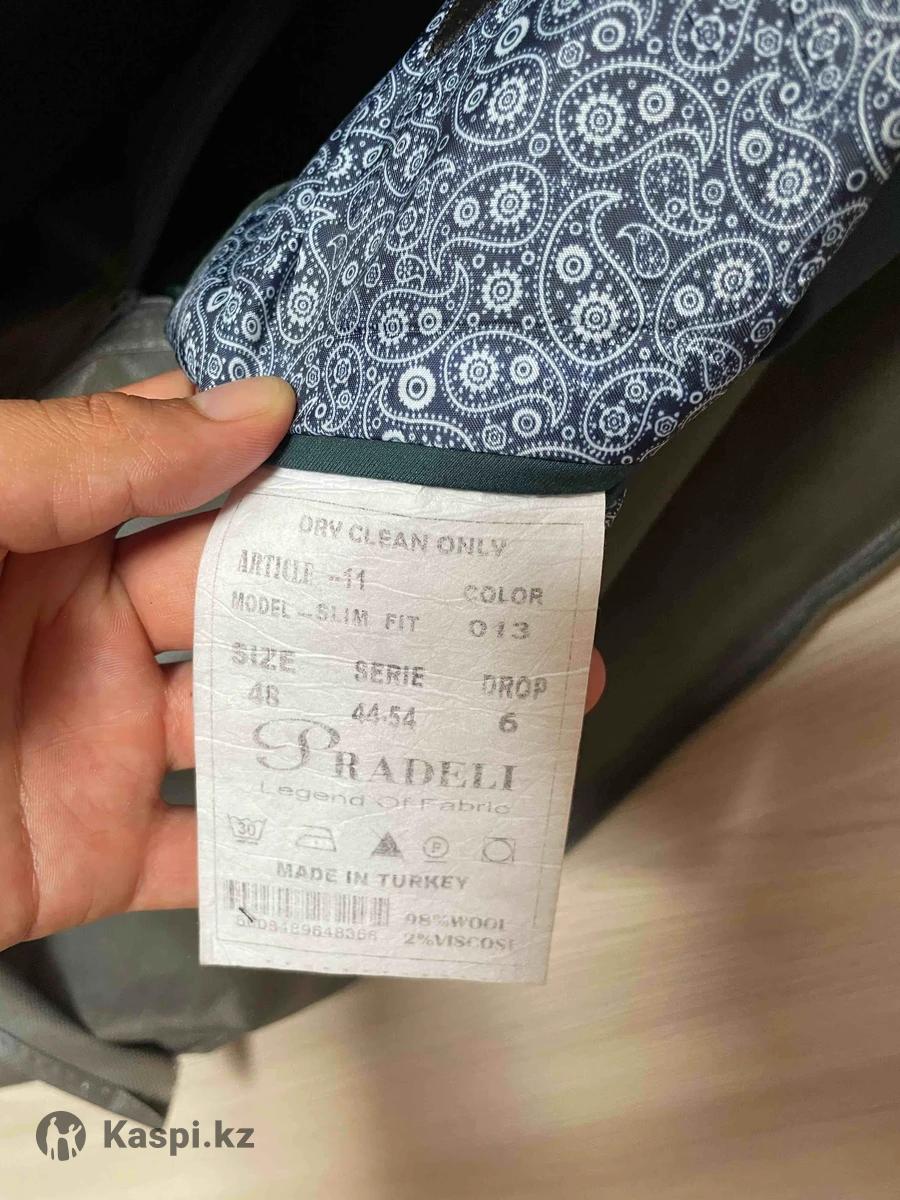 DRY CLEAN ONLY
ARTICLE -11
COLOR
MODEL - SLIM FIT
013
SIZE SERIE DROP
48 44-54 6
PRADELI
Legend Of Fabric
30 P
MADE IN TURKEY
98%WOOL
2%VISCOSE
Kaspi.kz